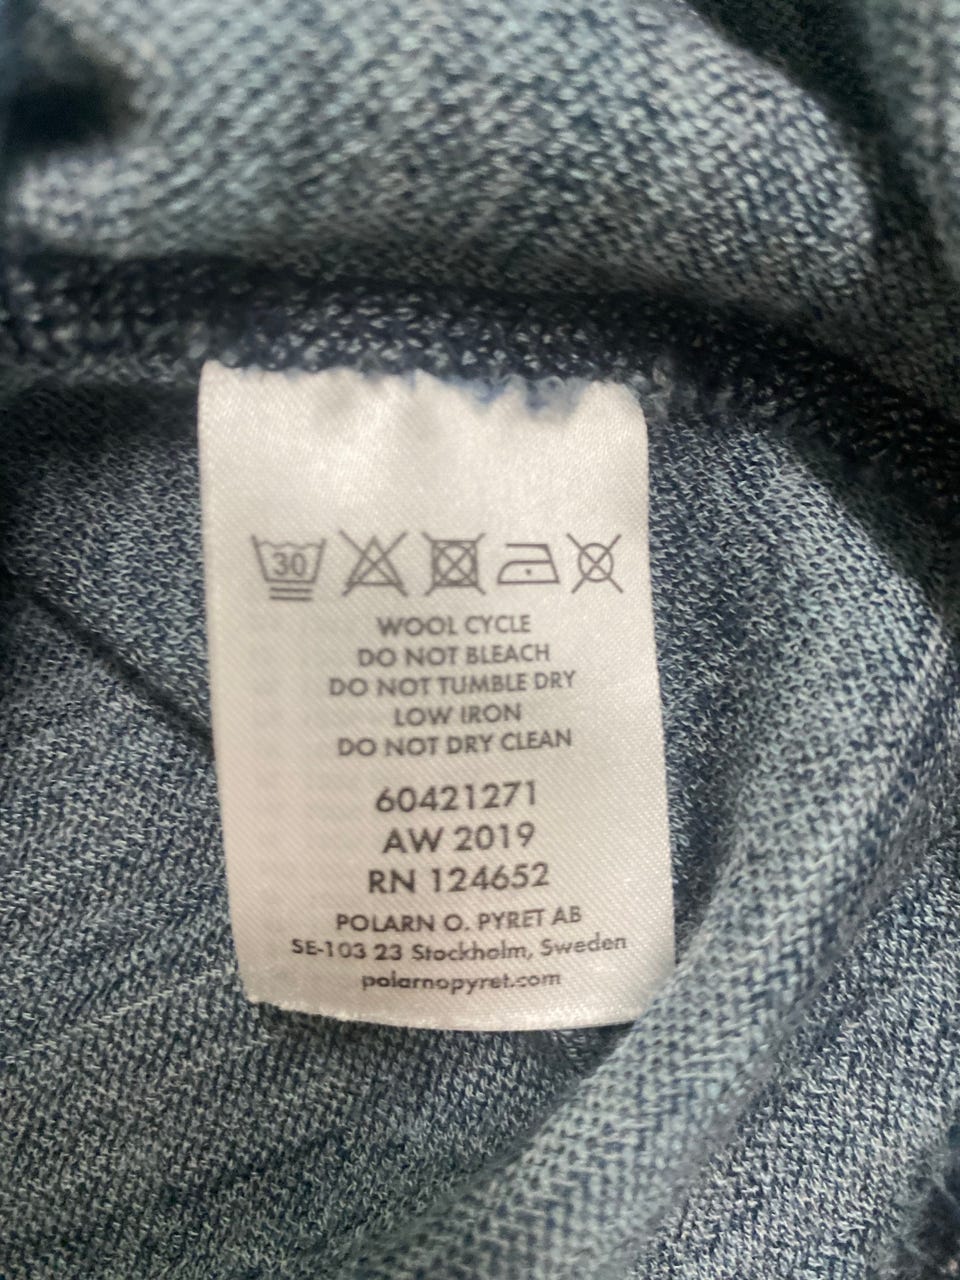 30
WOOL CYCLE
DO NOT BLEACH
DO NOT TUMBLE DRY
LOW IRON
DO NOT DRY CLEAN
60421271
AW 2019
RN 124652
POLARN O. PYRET AB
SE-103 23 Stockholm, Sweden
polarnopyret.com